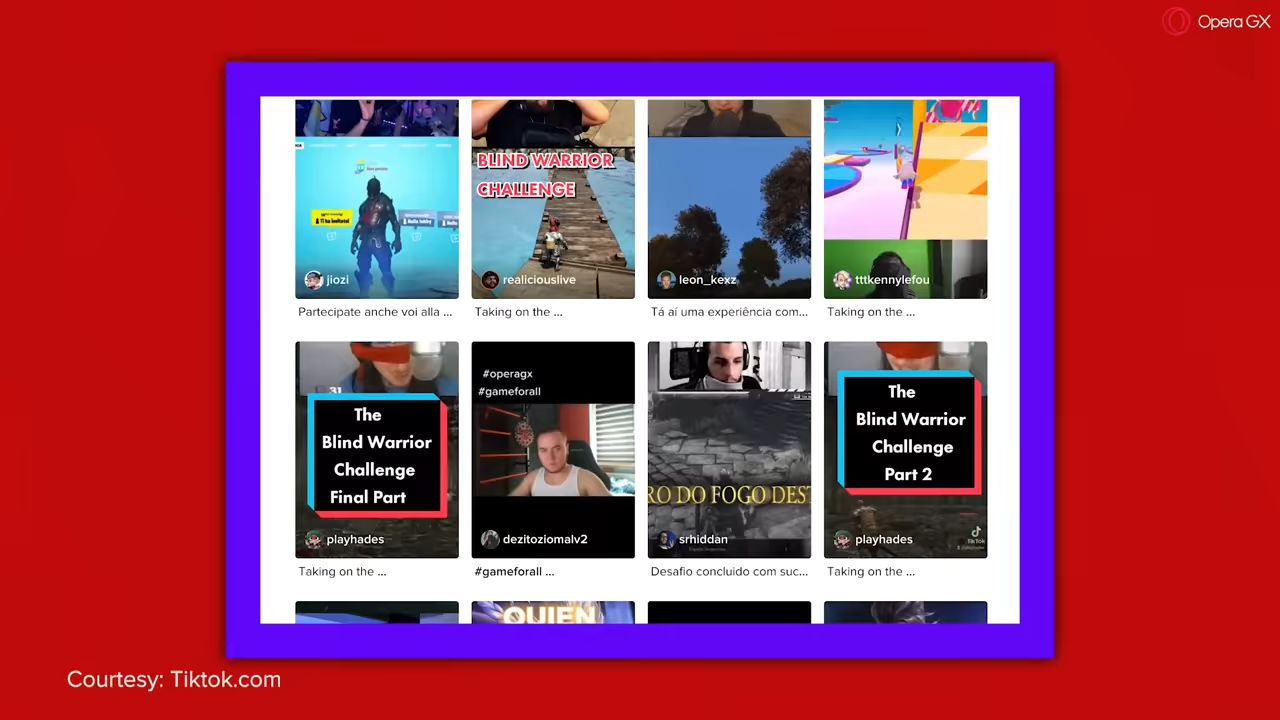 Opera GX
BLIND WARRIOR
CHALLENGE
jiozi
realiciouslive
leon_kexz
tttkennylefou
Partecipate anche voi alla ...
Taking on the ...
Tá aí uma experiência com...
Taking on the ...
31
The
Blind Warrior
Challenge
Final Part
#operagx
#gameforall
RO DO FOGO DEST
The
Blind Warrior
Challenge
Part 2
TikTok
playhades
dezitoziomalv2
srhiddan
playhades
Taking on the ...
#gameforall ...
Desafio concluido com suc...
Taking on the ...
QUIEN
Courtesy: Tiktok.com